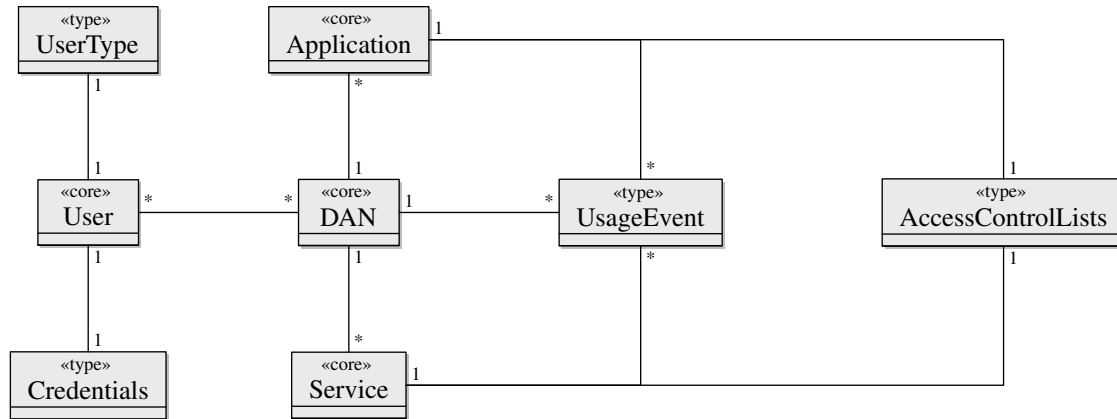 «type»
UserType
«core»
Application
1
1
*
1
1
*
1
«core»
User
*
*
«core»
DAN
1
*
«type»
UsageEvent
«type»
AccessControlLists
1
1
*
1
1
*
«type»
Credentials
«core»
Service
1